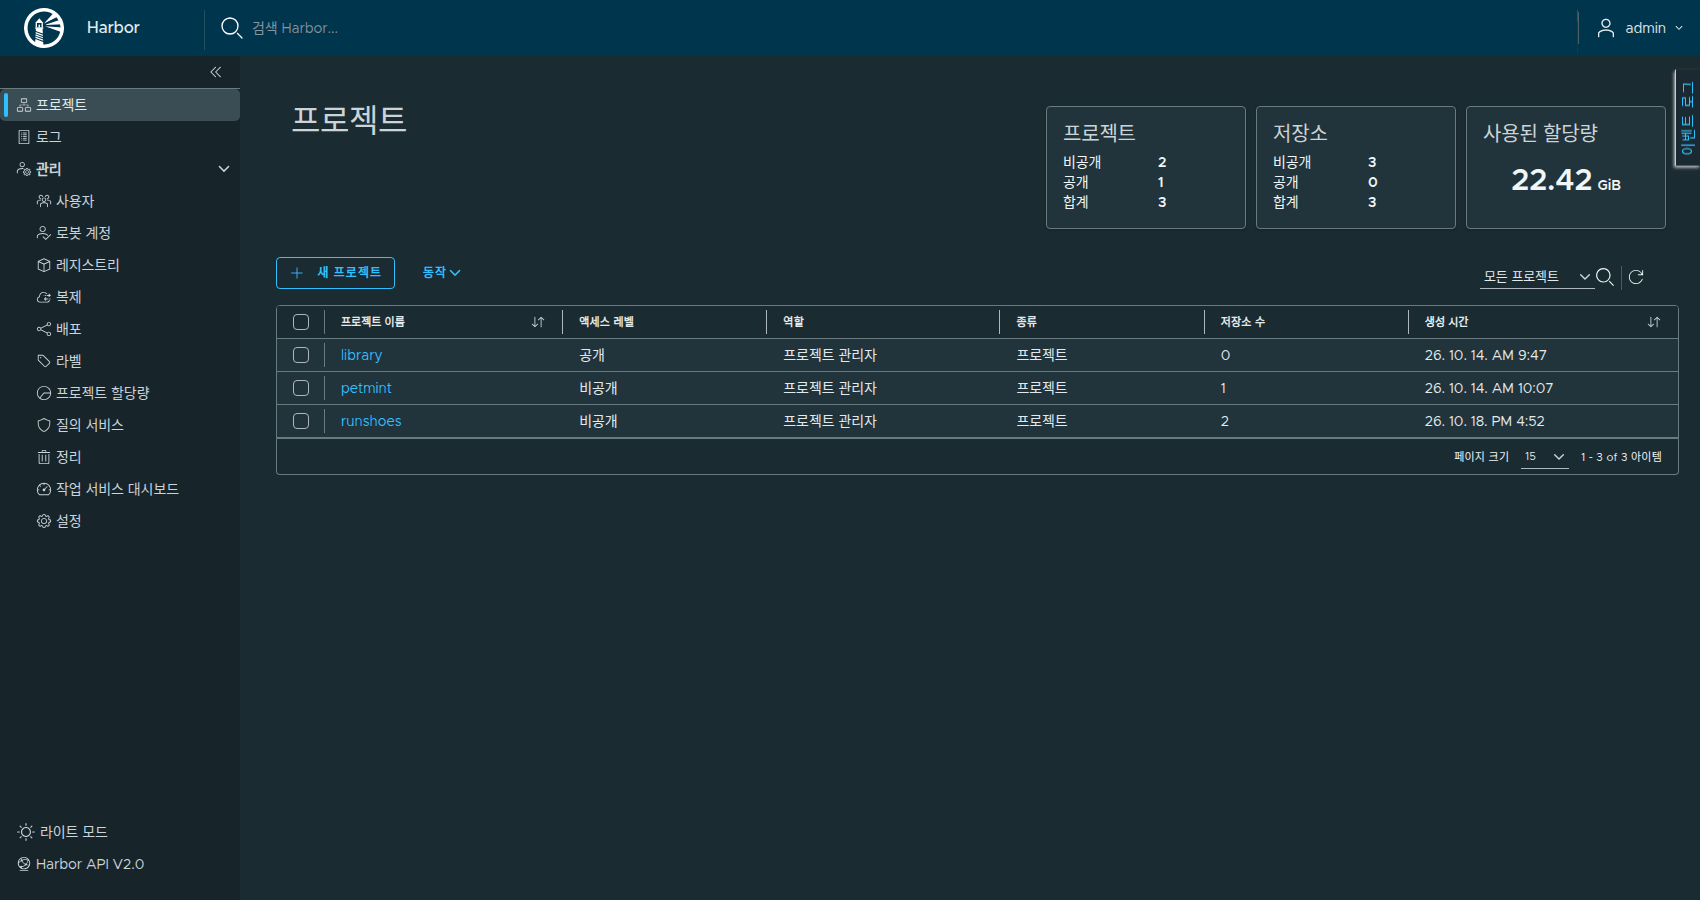 Harbor
검색 Harbor...
admin
프로젝트
로그
관리
사용자
로봇 계정
레지스트리
복제
배포
라벨
프로젝트 할당량
질의 서비스
정리
작업 서비스 대시보드
설정
라이트 모드
Harbor API V2.0
프로젝트
프로젝트
비공개 2
공개 1
합계 3
저장소
비공개 3
공개 0
합계 3
사용된 할당량
22.42 GiB
이벤트 로그
새 프로젝트
동작
모든 프로젝트
프로젝트 이름 액세스 레벨 역할 종류 저장소 수 생성 시간
library 공개 프로젝트 관리자 프로젝트 0 26. 10. 14. AM 9:47
petmint 비공개 프로젝트 관리자 프로젝트 1 26. 10. 14. AM 10:07
runshoes 비공개 프로젝트 관리자 프로젝트 2 26. 10. 18. PM 4:52
페이지 크기 15 1 - 3 of 3 아이템